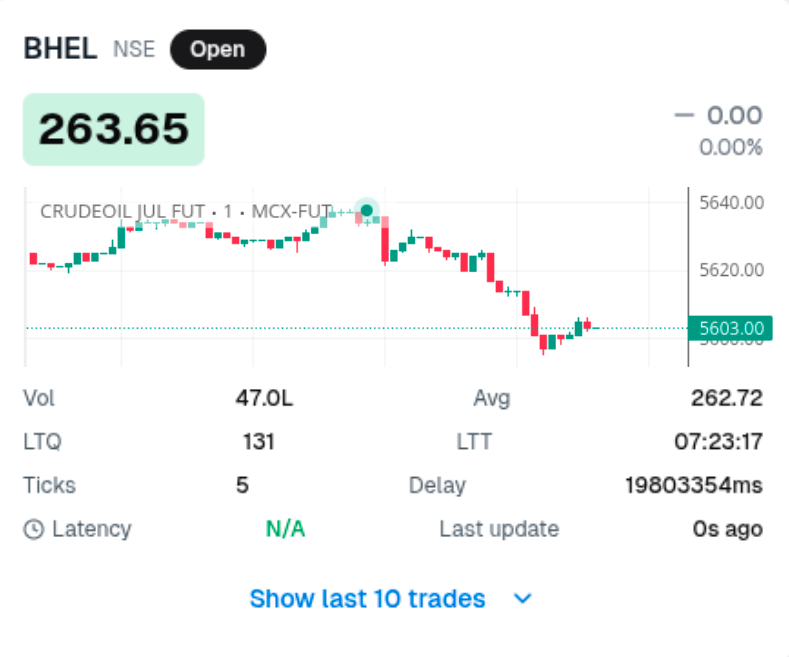 BHEL NSE Open
263.65
— 0.00
0.00%
CRUDEOIL JUL FUT · 1 · MCX-FUT
5640.00
5620.00
5603.00
5600.00
Vol 47.0L Avg 262.72
LTQ 131 LTT 07:23:17
Ticks 5 Delay 19803354ms
Latency N/A Last update 0s ago
Show last 10 trades